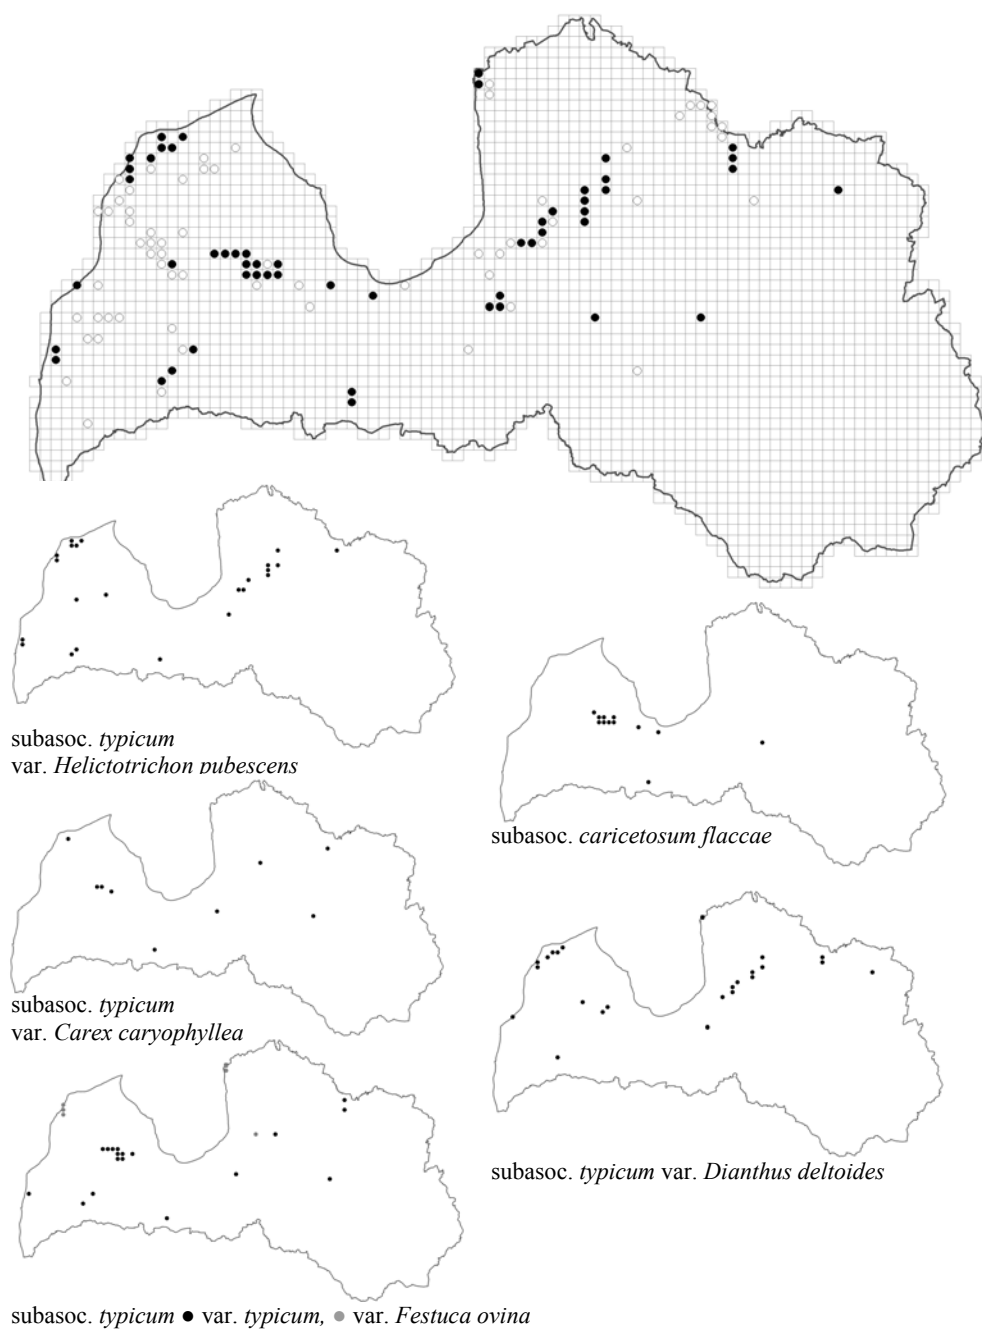 subasoc. typicum
var. Helictotrichon pubescens
subasoc. caricetosum flaccae
subasoc. typicum
var. Carex caryophyllea
subasoc. typicum var. Dianthus deltoides
subasoc. typicum ● var. typicum, ● var. Festuca ovina